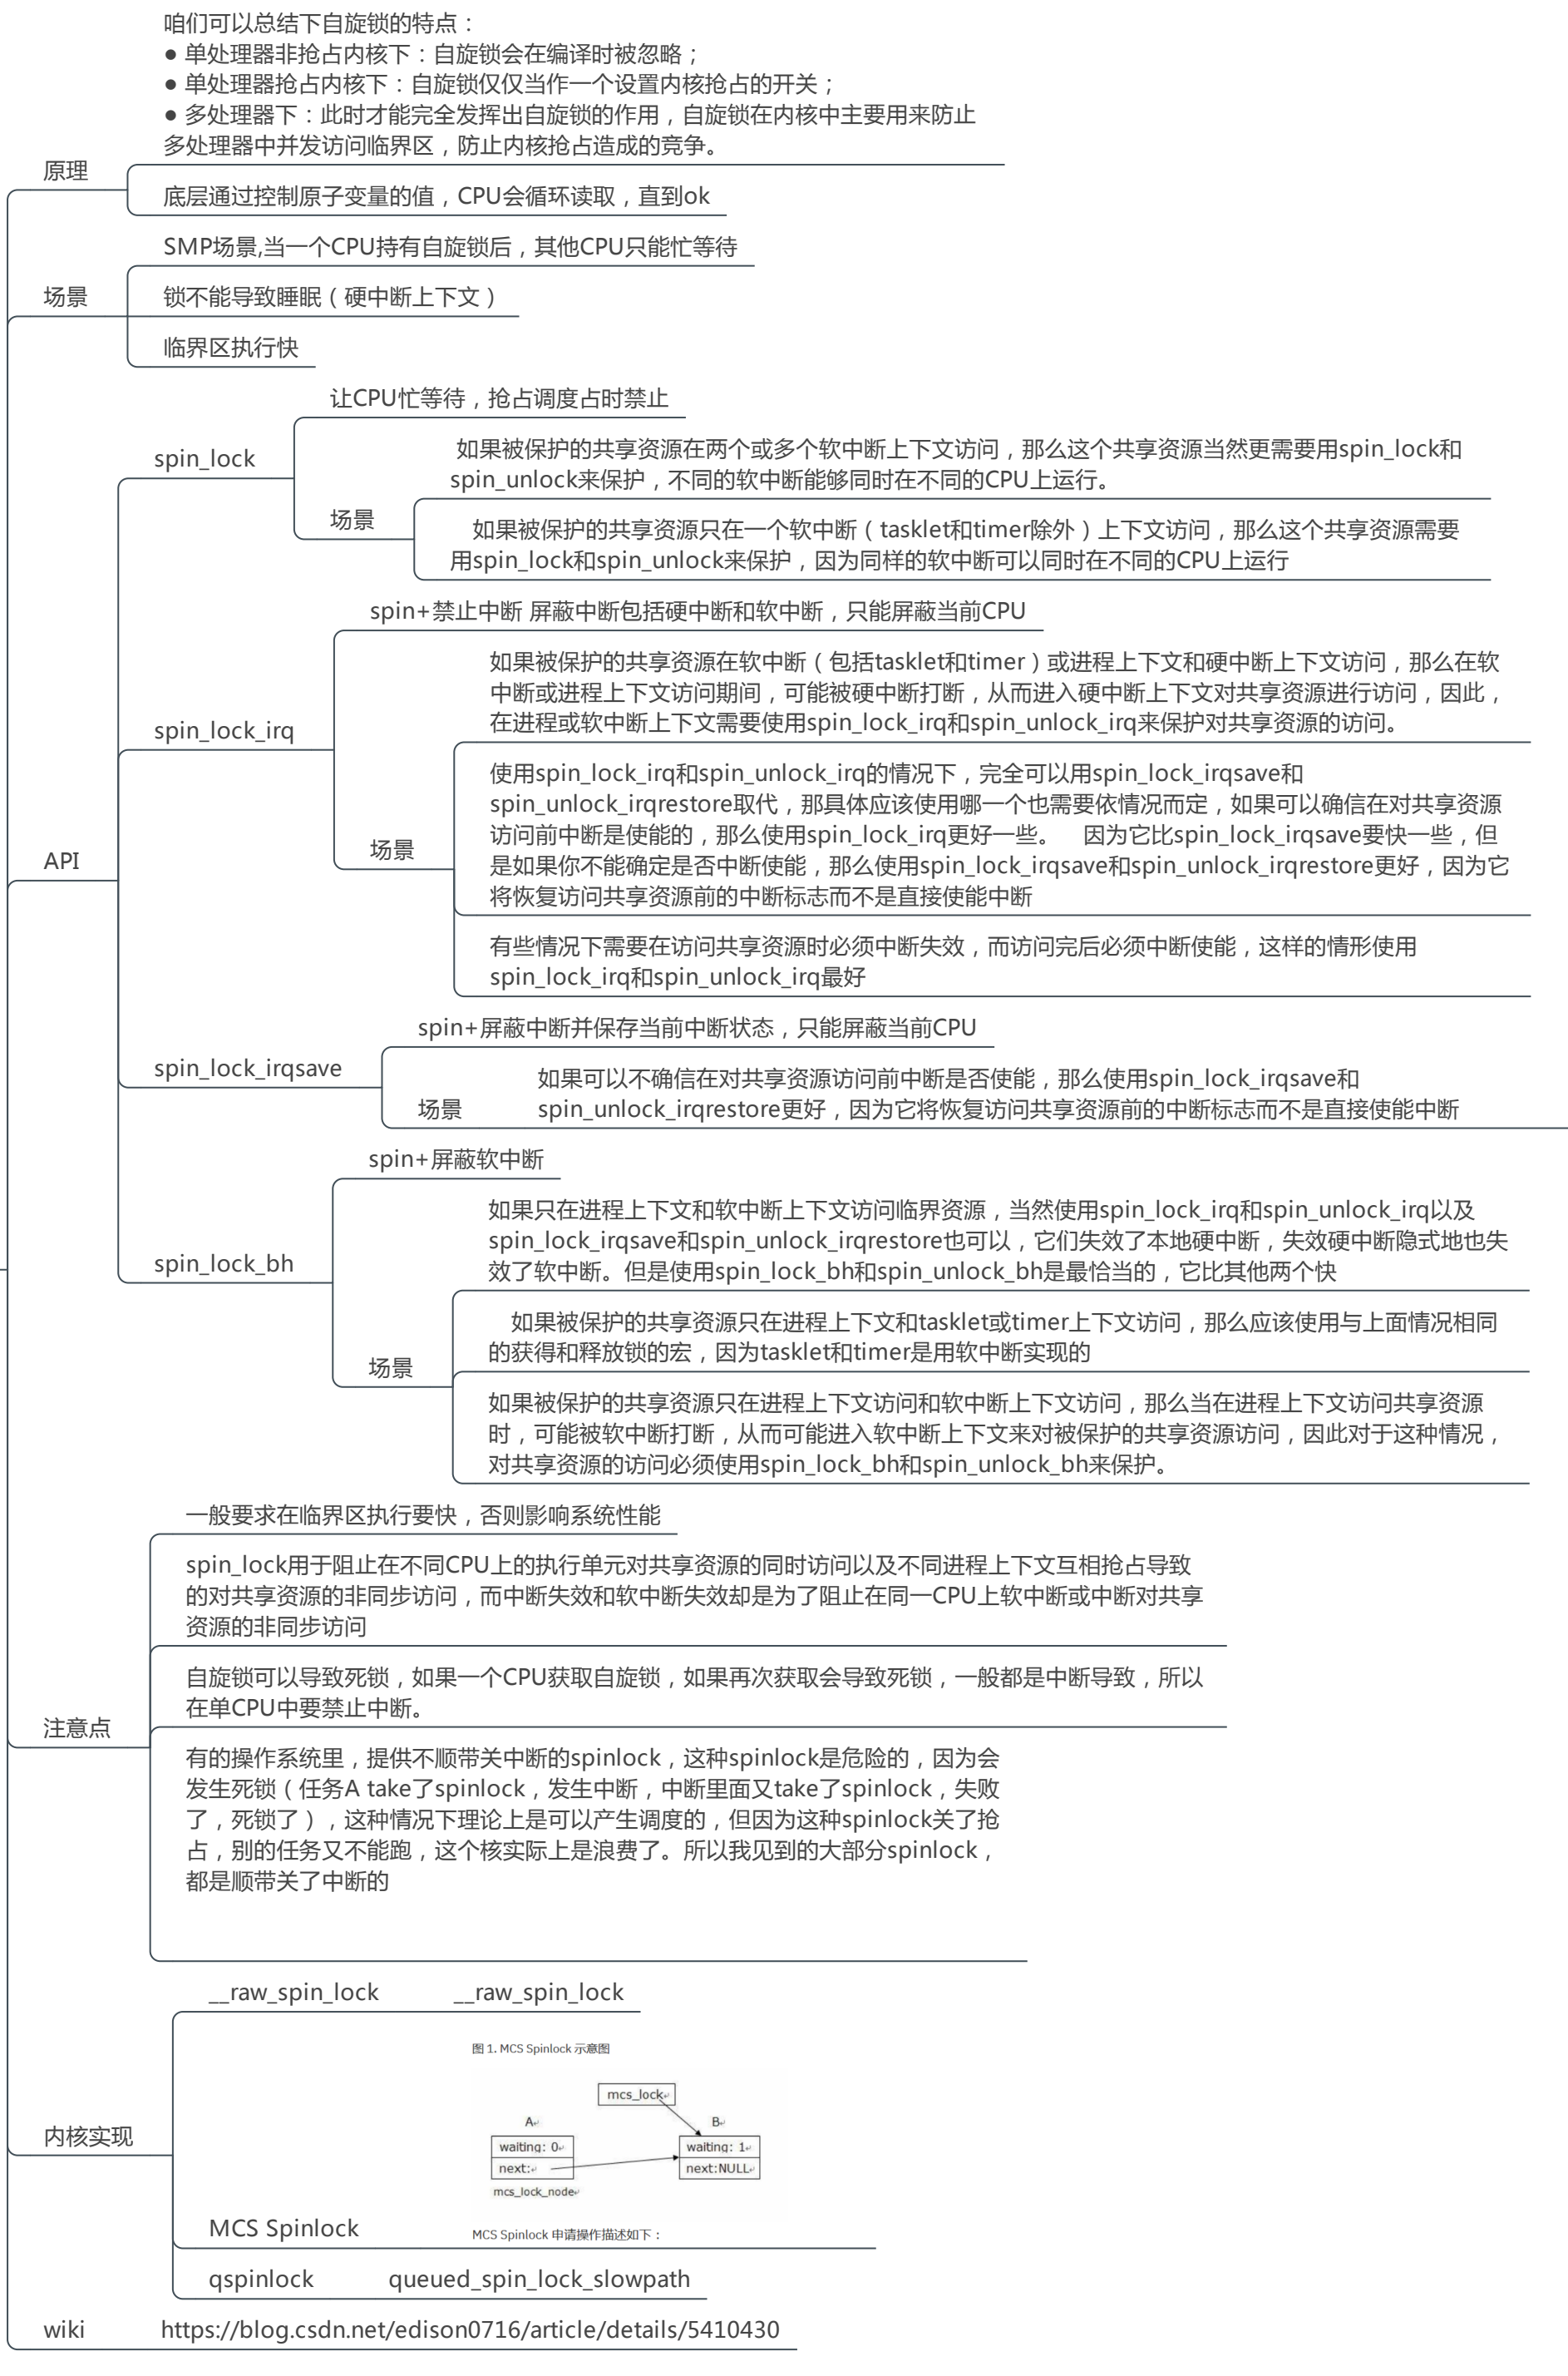 咱们可以总结下自旋锁的特点：
● 单处理器非抢占内核下：自旋锁会在编译时被忽略；
● 单处理器抢占内核下：自旋锁仅仅当作一个设置内核抢占的开关；
● 多处理器下：此时才能完全发挥出自旋锁的作用，自旋锁在内核中主要用来防止
多处理器中并发访问临界区，防止内核抢占造成的竞争。
原理
底层通过控制原子变量的值，CPU会循环读取，直到ok
SMP场景,当一个CPU持有自旋锁后，其他CPU只能忙等待
场景
锁不能导致睡眠（硬中断上下文）
临界区执行快
让CPU忙等待，抢占调度占时禁止
spin_lock
如果被保护的共享资源在两个或多个软中断上下文访问，那么这个共享资源当然更需要用spin_lock和
spin_unlock来保护，不同的软中断能够同时在不同的CPU上运行。
场景
如果被保护的共享资源只在一个软中断（tasklet和timer除外）上下文访问，那么这个共享资源需要
用spin_lock和spin_unlock来保护，因为同样的软中断可以同时在不同的CPU上运行
spin+禁止中断 屏蔽中断包括硬中断和软中断，只能屏蔽当前CPU
如果被保护的共享资源在软中断（包括tasklet和timer）或进程上下文和硬中断上下文访问，那么在软
中断或进程上下文访问期间，可能被硬中断打断，从而进入硬中断上下文对共享资源进行访问，因此，
在进程或软中断上下文需要使用spin_lock_irq和spin_unlock_irq来保护对共享资源的访问。
spin_lock_irq
使用spin_lock_irq和spin_unlock_irq的情况下，完全可以用spin_lock_irqsave和
spin_unlock_irqrestore取代，那具体应该使用哪一个也需要依情况而定，如果可以确信在对共享资源
访问前中断是使能的，那么使用spin_lock_irq更好一些。 因为它比spin_lock_irqsave要快一些，但
是如果你不能确定是否中断使能，那么使用spin_lock_irqsave和spin_unlock_irqrestore更好，因为它
将恢复访问共享资源前的中断标志而不是直接使能中断
场景
API
有些情况下需要在访问共享资源时必须中断失效，而访问完后必须中断使能，这样的情形使用
spin_lock_irq和spin_unlock_irq最好
spin+屏蔽中断并保存当前中断状态，只能屏蔽当前CPU
spin_lock_irqsave
如果可以不确信在对共享资源访问前中断是否使能，那么使用spin_lock_irqsave和
spin_unlock_irqrestore更好，因为它将恢复访问共享资源前的中断标志而不是直接使能中断
场景
spin+屏蔽软中断
如果只在进程上下文和软中断上下文访问临界资源，当然使用spin_lock_irq和spin_unlock_irq以及
spin_lock_irqsave和spin_unlock_irqrestore也可以，它们失效了本地硬中断，失效硬中断隐式地也失
效了软中断。但是使用spin_lock_bh和spin_unlock_bh是最恰当的，它比其他两个快
spin_lock_bh
如果被保护的共享资源只在进程上下文和tasklet或timer上下文访问，那么应该使用与上面情况相同
的获得和释放锁的宏，因为tasklet和timer是用软中断实现的
场景
如果被保护的共享资源只在进程上下文访问和软中断上下文访问，那么当在进程上下文访问共享资源
时，可能被软中断打断，从而可能进入软中断上下文来对被保护的共享资源访问，因此对于这种情况，
对共享资源的访问必须使用spin_lock_bh和spin_unlock_bh来保护。
一般要求在临界区执行要快，否则影响系统性能
spin_lock用于阻止在不同CPU上的执行单元对共享资源的同时访问以及不同进程上下文互相抢占导致
的对共享资源的非同步访问，而中断失效和软中断失效却是为了阻止在同一CPU上软中断或中断对共享
资源的非同步访问
自旋锁可以导致死锁，如果一个CPU获取自旋锁，如果再次获取会导致死锁，一般都是中断导致，所以
在单CPU中要禁止中断。
注意点
有的操作系统里，提供不顺带关中断的spinlock，这种spinlock是危险的，因为会
发生死锁（任务A take了spinlock，发生中断，中断里面又take了spinlock，失败
了，死锁了），这种情况下理论上是可以产生调度的，但因为这种spinlock关了抢
占，别的任务又不能跑，这个核实际上是浪费了。所以我见到的大部分spinlock，
都是顺带关了中断的
__raw_spin_lock __raw_spin_lock
图 1. MCS Spinlock 示意图
mcs_lock
A B
waiting: 0 waiting: 1
next: next:NULL
mcs_lock_node
内核实现
MCS Spinlock
MCS Spinlock 申请操作描述如下：
qspinlock queued_spin_lock_slowpath
wiki https://blog.csdn.net/edison0716/article/details/5410430